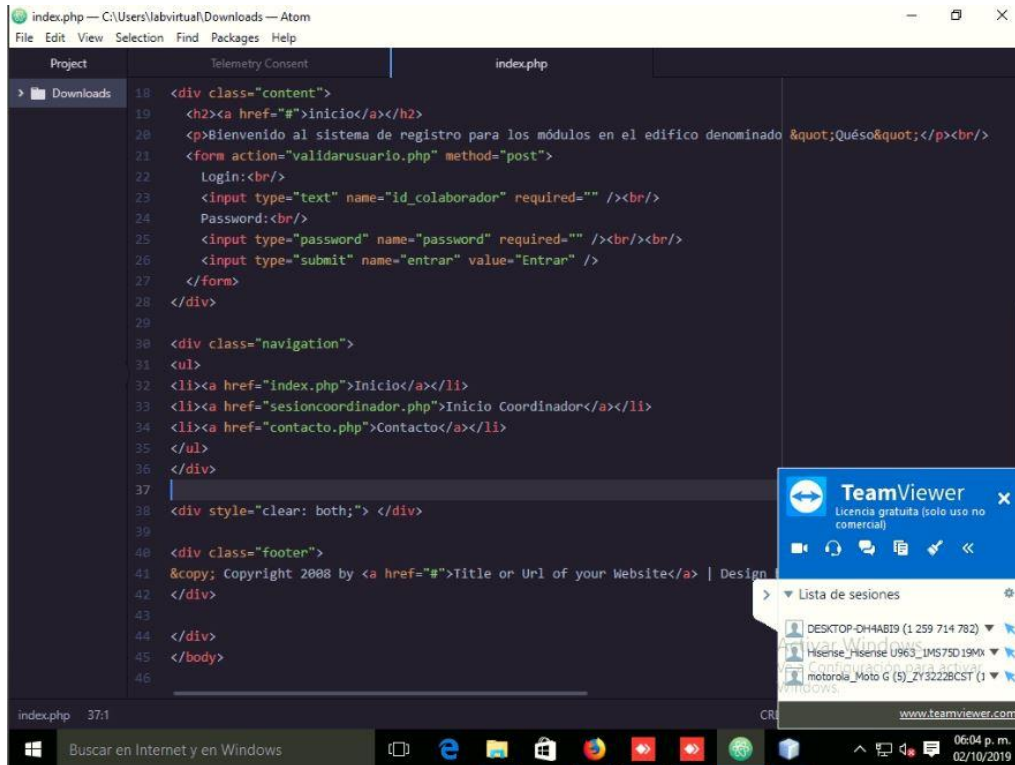 index.php — C:\Users\labvirtual\Downloads — Atom
File Edit View Selection Find Packages Help
Project
Telemetry Consent
index.php
Downloads
18 <div class="content">
19 <h2><a href="#">inicio</a></h2>
20 <p>Bienvenido al sistema de registro para los módulos en el edifico denominado &quot;Quéso&quot;</p><br/>
21 <form action="validarusuario.php" method="post">
22 Login:<br/>
23 <input type="text" name="id_colaborador" required="" /><br/>
24 Password:<br/>
25 <input type="password" name="password" required="" /><br/><br/>
26 <input type="submit" name="entrar" value="Entrar" />
27 </form>
28 </div>
29
30 <div class="navigation">
31 <ul>
32 <li><a href="index.php">Inicio</a></li>
33 <li><a href="sesioncoordinador.php">Inicio Coordinador</a></li>
34 <li><a href="contacto.php">Contacto</a></li>
35 </ul>
36 </div>
37
38 <div style="clear: both;"> </div>
39
40 <div class="footer">
41 &copy; Copyright 2008 by <a href="#">Title or Url of your Website</a> | Design
42 </div>
43
44 </div>
45 </body>
46
TeamViewer
Licencia gratuita (solo uso no
comercial)
Lista de sesiones
DESKTOP-DH4ABI9 (1 259 714 782)
Activar Windows
Hisense_Hisense U963_1MS75D19MX
Ve a Configuración para activar
motorola_Moto G (5)_ZY3222BCST (1
Windows.
www.teamviewer.com
index.php 37:1
CRL
Buscar en Internet y en Windows
06:04 p. m.
02/10/2019